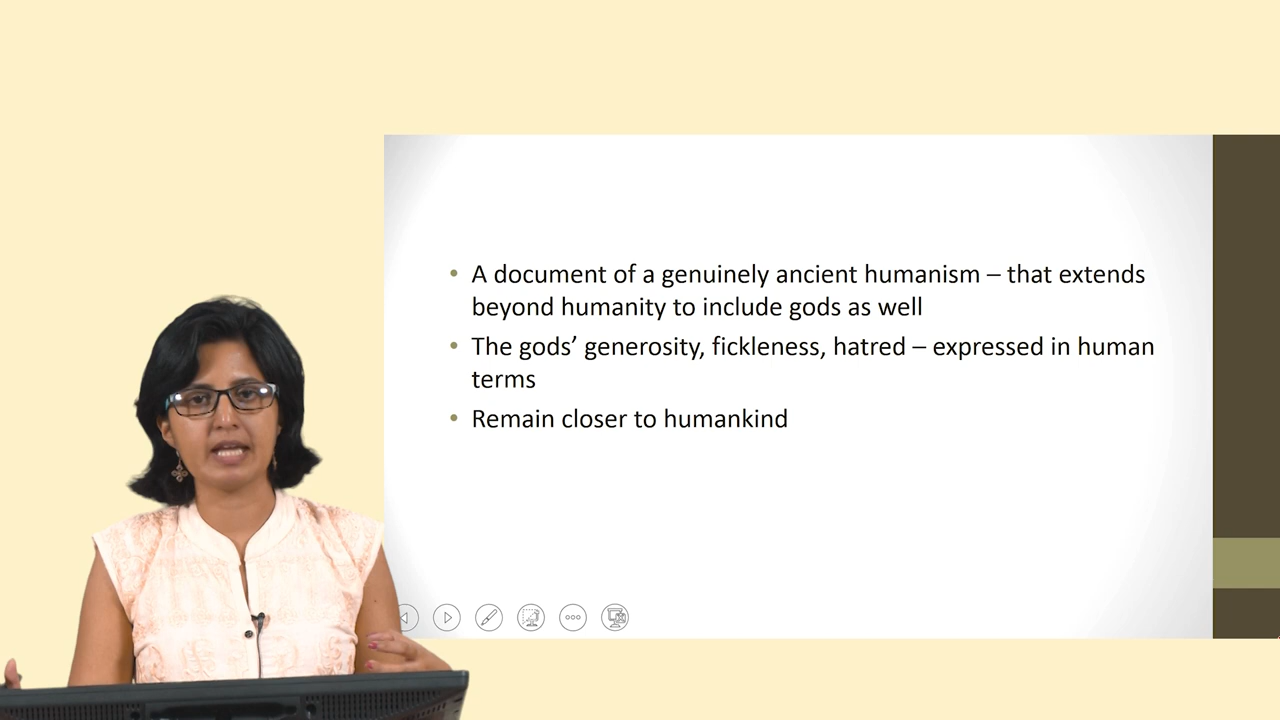 • A document of a genuinely ancient humanism – that extends
beyond humanity to include gods as well
• The gods’ generosity, fickleness, hatred – expressed in human
terms
• Remain closer to humankind